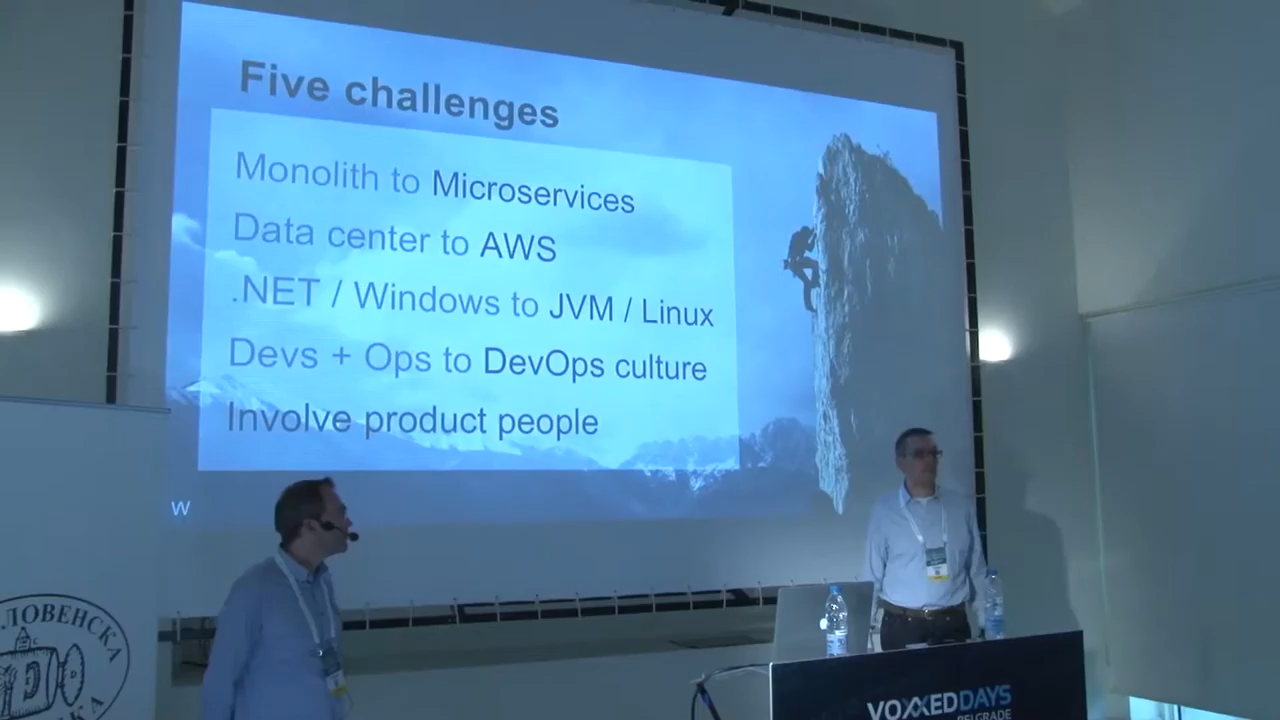 Five challenges
Monolith to Microservices
Data center to AWS
.NET / Windows to JVM / Linux
Devs + Ops to DevOps culture
Involve product people
w
VOXXEDDAYS
BELGRADE